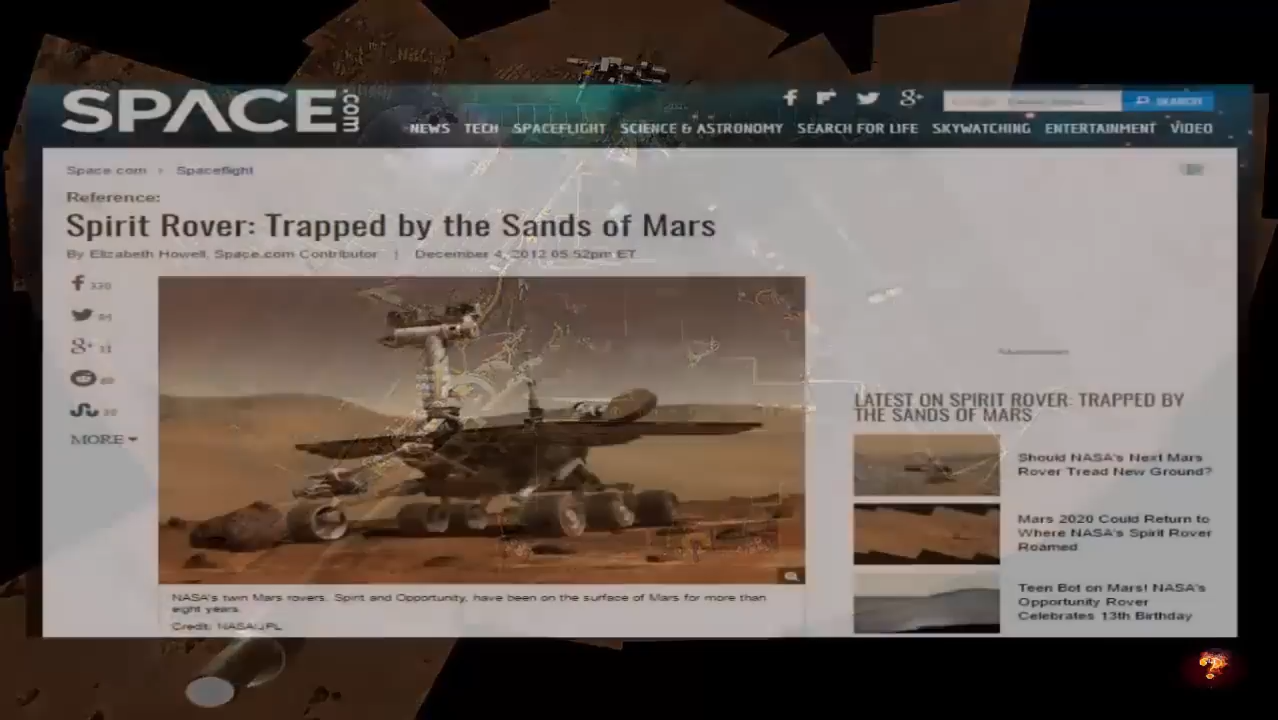 SPACE.com
NEWS TECH SPACEFLIGHT SCIENCE & ASTRONOMY SEARCH FOR LIFE SKYWATCHING ENTERTAINMENT VIDEO
SEARCH
Space.com › Spaceflight
Reference:
Spirit Rover: Trapped by the Sands of Mars
By Elizabeth Howell, Space.com Contributor | December 4, 2012 05:52pm ET
330
11
MORE
LATEST ON SPIRIT ROVER: TRAPPED BY
THE SANDS OF MARS
Should NASA's Next Mars
Rover Tread New Ground?
Mars 2020 Could Return to
Where NASA's Spirit Rover
Roamed
Teen Bot on Mars! NASA's
Opportunity Rover
Celebrates 13th Birthday
NASA's twin Mars rovers, Spirit and Opportunity, have been on the surface of Mars for more than
eight years.
Credit: NASA/JPL